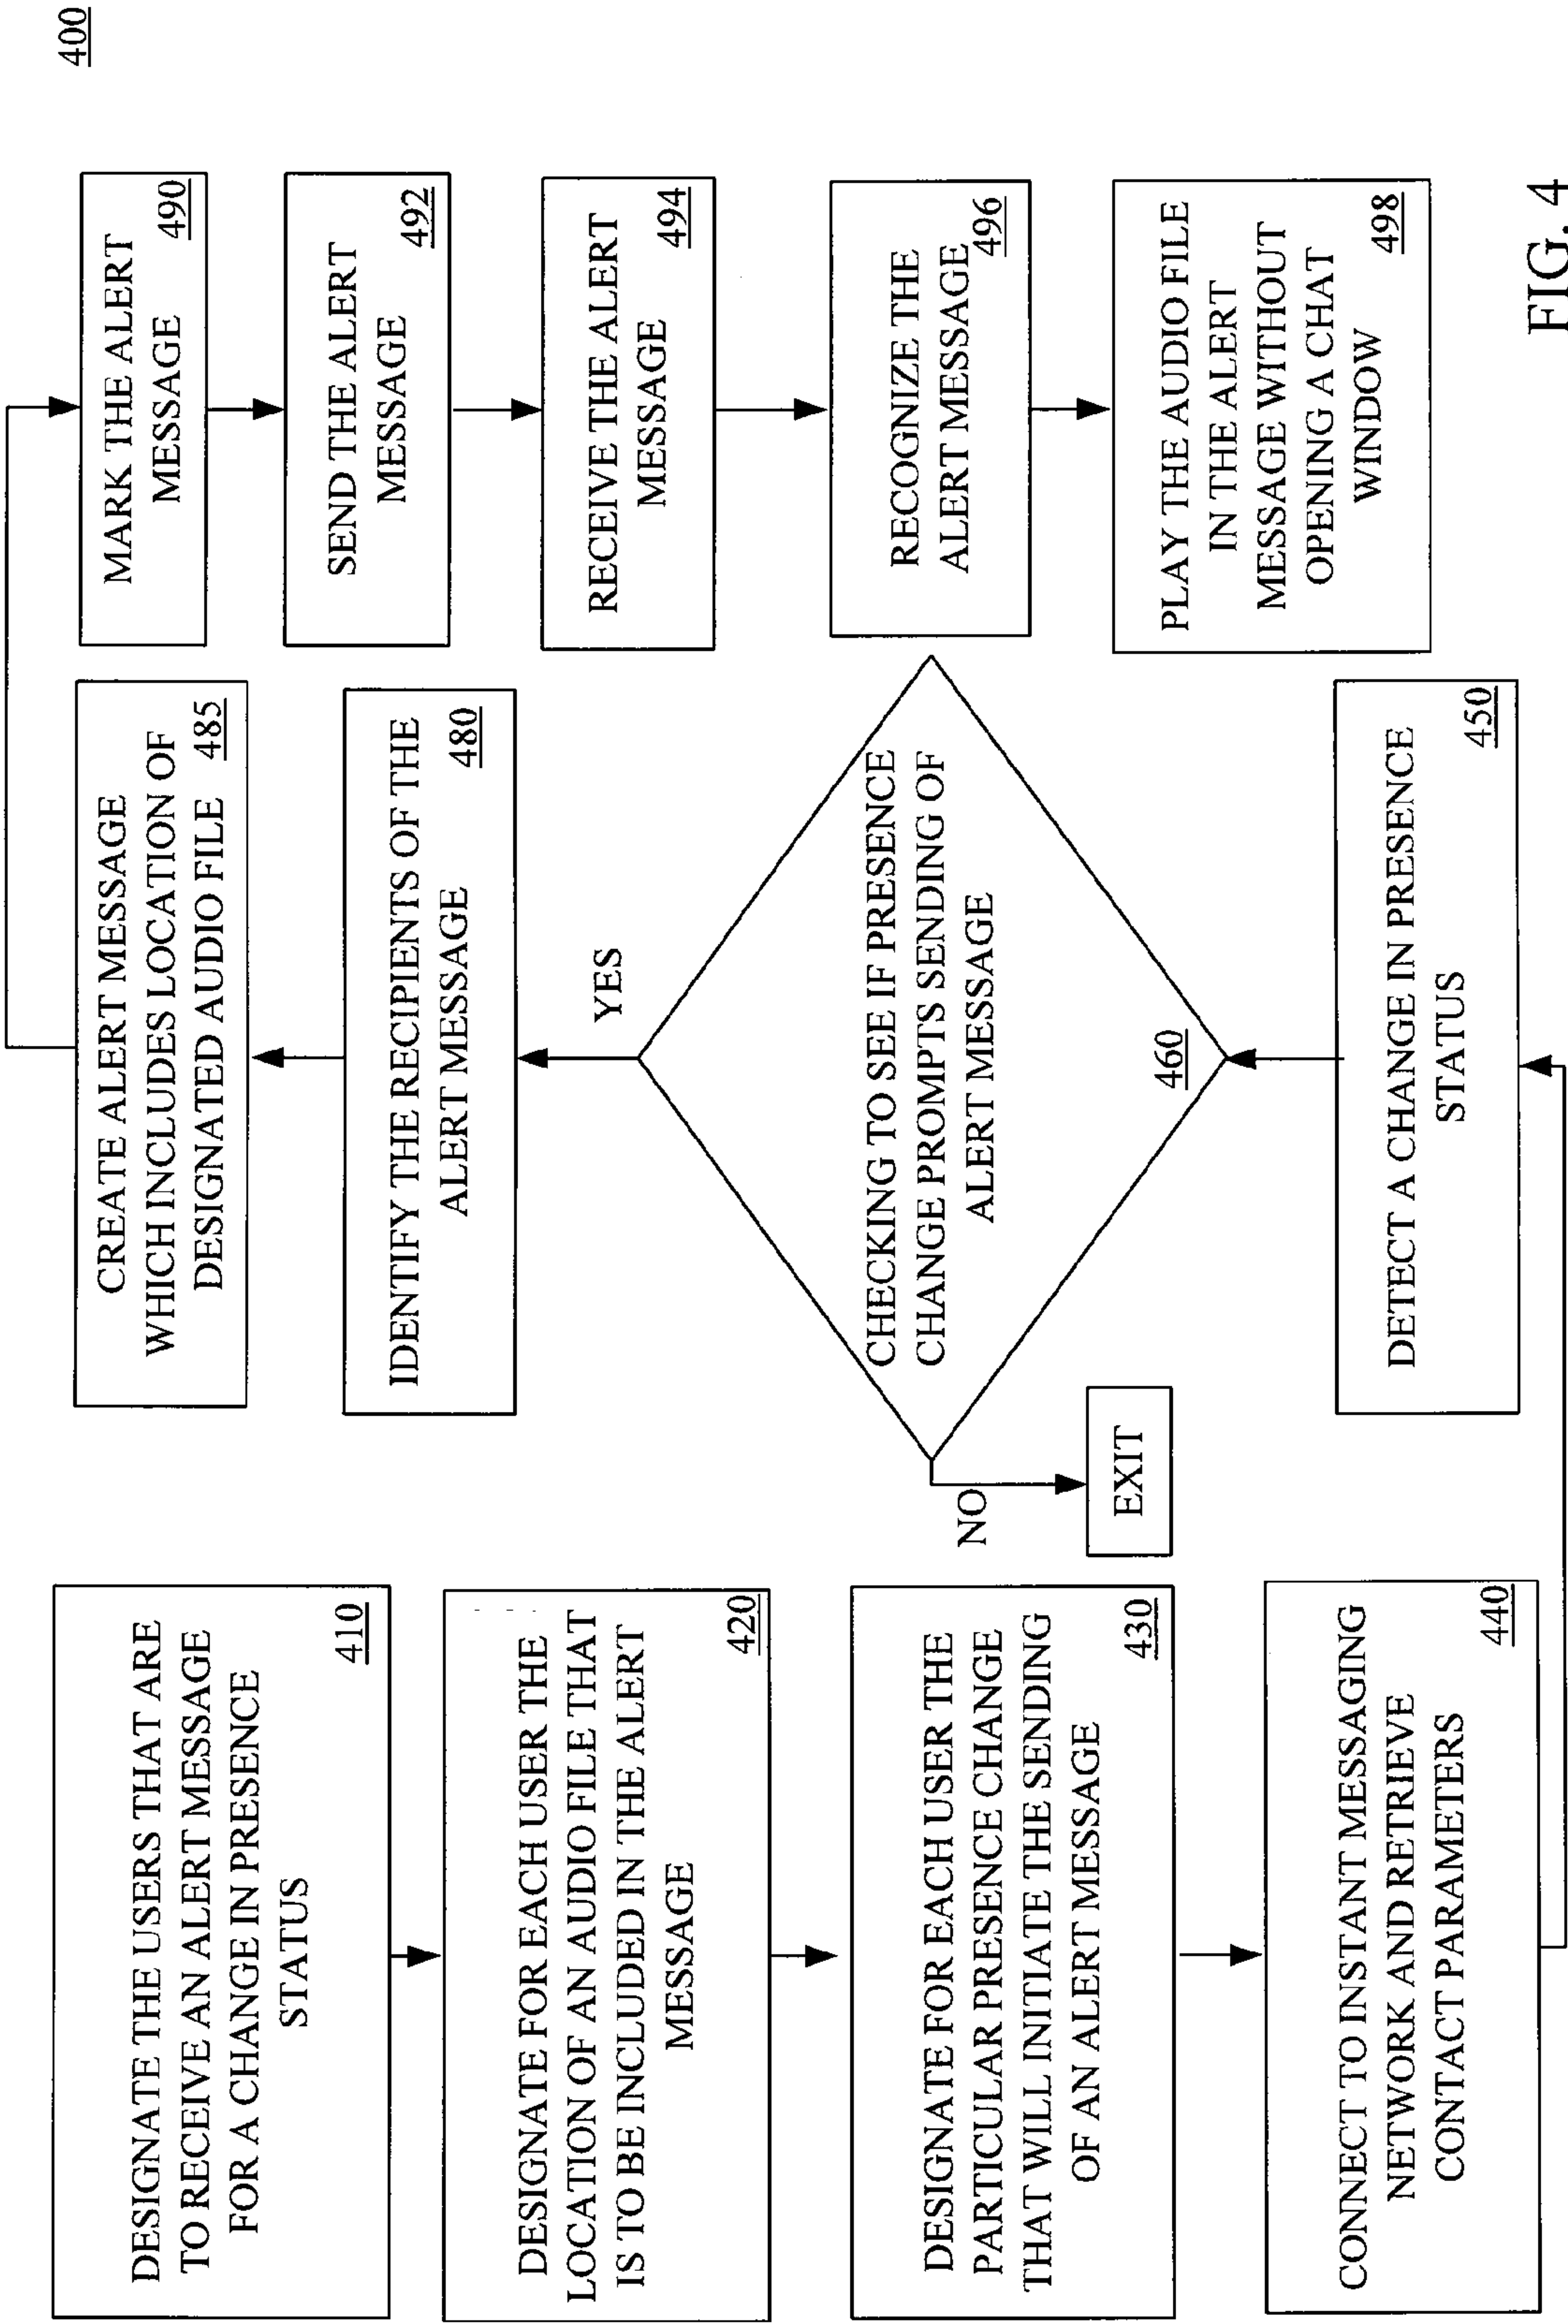 400
DESIGNATE THE USERS THAT ARE
TO RECEIVE AN ALERT MESSAGE
FOR A CHANGE IN PRESENCE
STATUS
410
DESIGNATE FOR EACH USER THE
LOCATION OF AN AUDIO FILE THAT
IS TO BE INCLUDED IN THE ALERT
MESSAGE
420
DESIGNATE FOR EACH USER THE
PARTICULAR PRESENCE CHANGE
THAT WILL INITIATE THE SENDING
OF AN ALERT MESSAGE
430
CONNECT TO INSTANT MESSAGING
NETWORK AND RETRIEVE
CONTACT PARAMETERS
440
DETECT A CHANGE IN PRESENCE
STATUS
450
CHECKING TO SEE IF PRESENCE
CHANGE PROMPTS SENDING OF
ALERT MESSAGE
460
NO
EXIT
YES
IDENTIFY THE RECIPIENTS OF THE
ALERT MESSAGE
480
CREATE ALERT MESSAGE
WHICH INCLUDES LOCATION OF
DESIGNATED AUDIO FILE
485
MARK THE ALERT
MESSAGE
490
SEND THE ALERT
MESSAGE
492
RECEIVE THE ALERT
MESSAGE
494
RECOGNIZE THE
ALERT MESSAGE
496
PLAY THE AUDIO FILE
IN THE ALERT
MESSAGE WITHOUT
OPENING A CHAT
WINDOW
498
FIG. 4